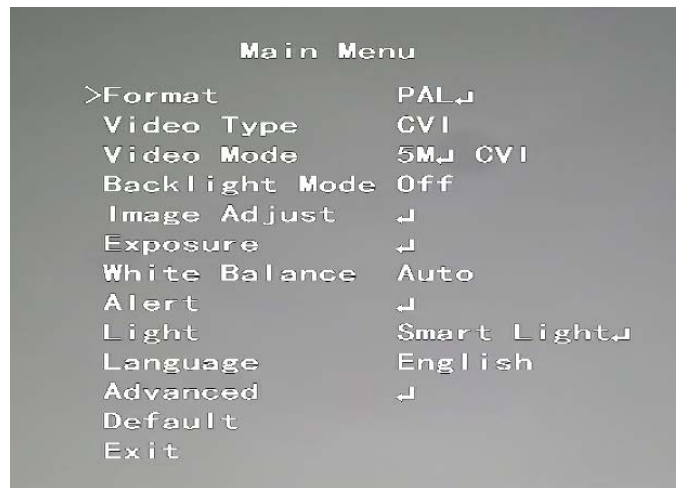 Main Menu
>Format PAL↵
Video Type CVI
Video Mode 5M↵ CVI
Backlight Mode Off
Image Adjust ↵
Exposure ↵
White Balance Auto
Alert ↵
Light Smart Light↵
Language English
Advanced ↵
Default
Exit